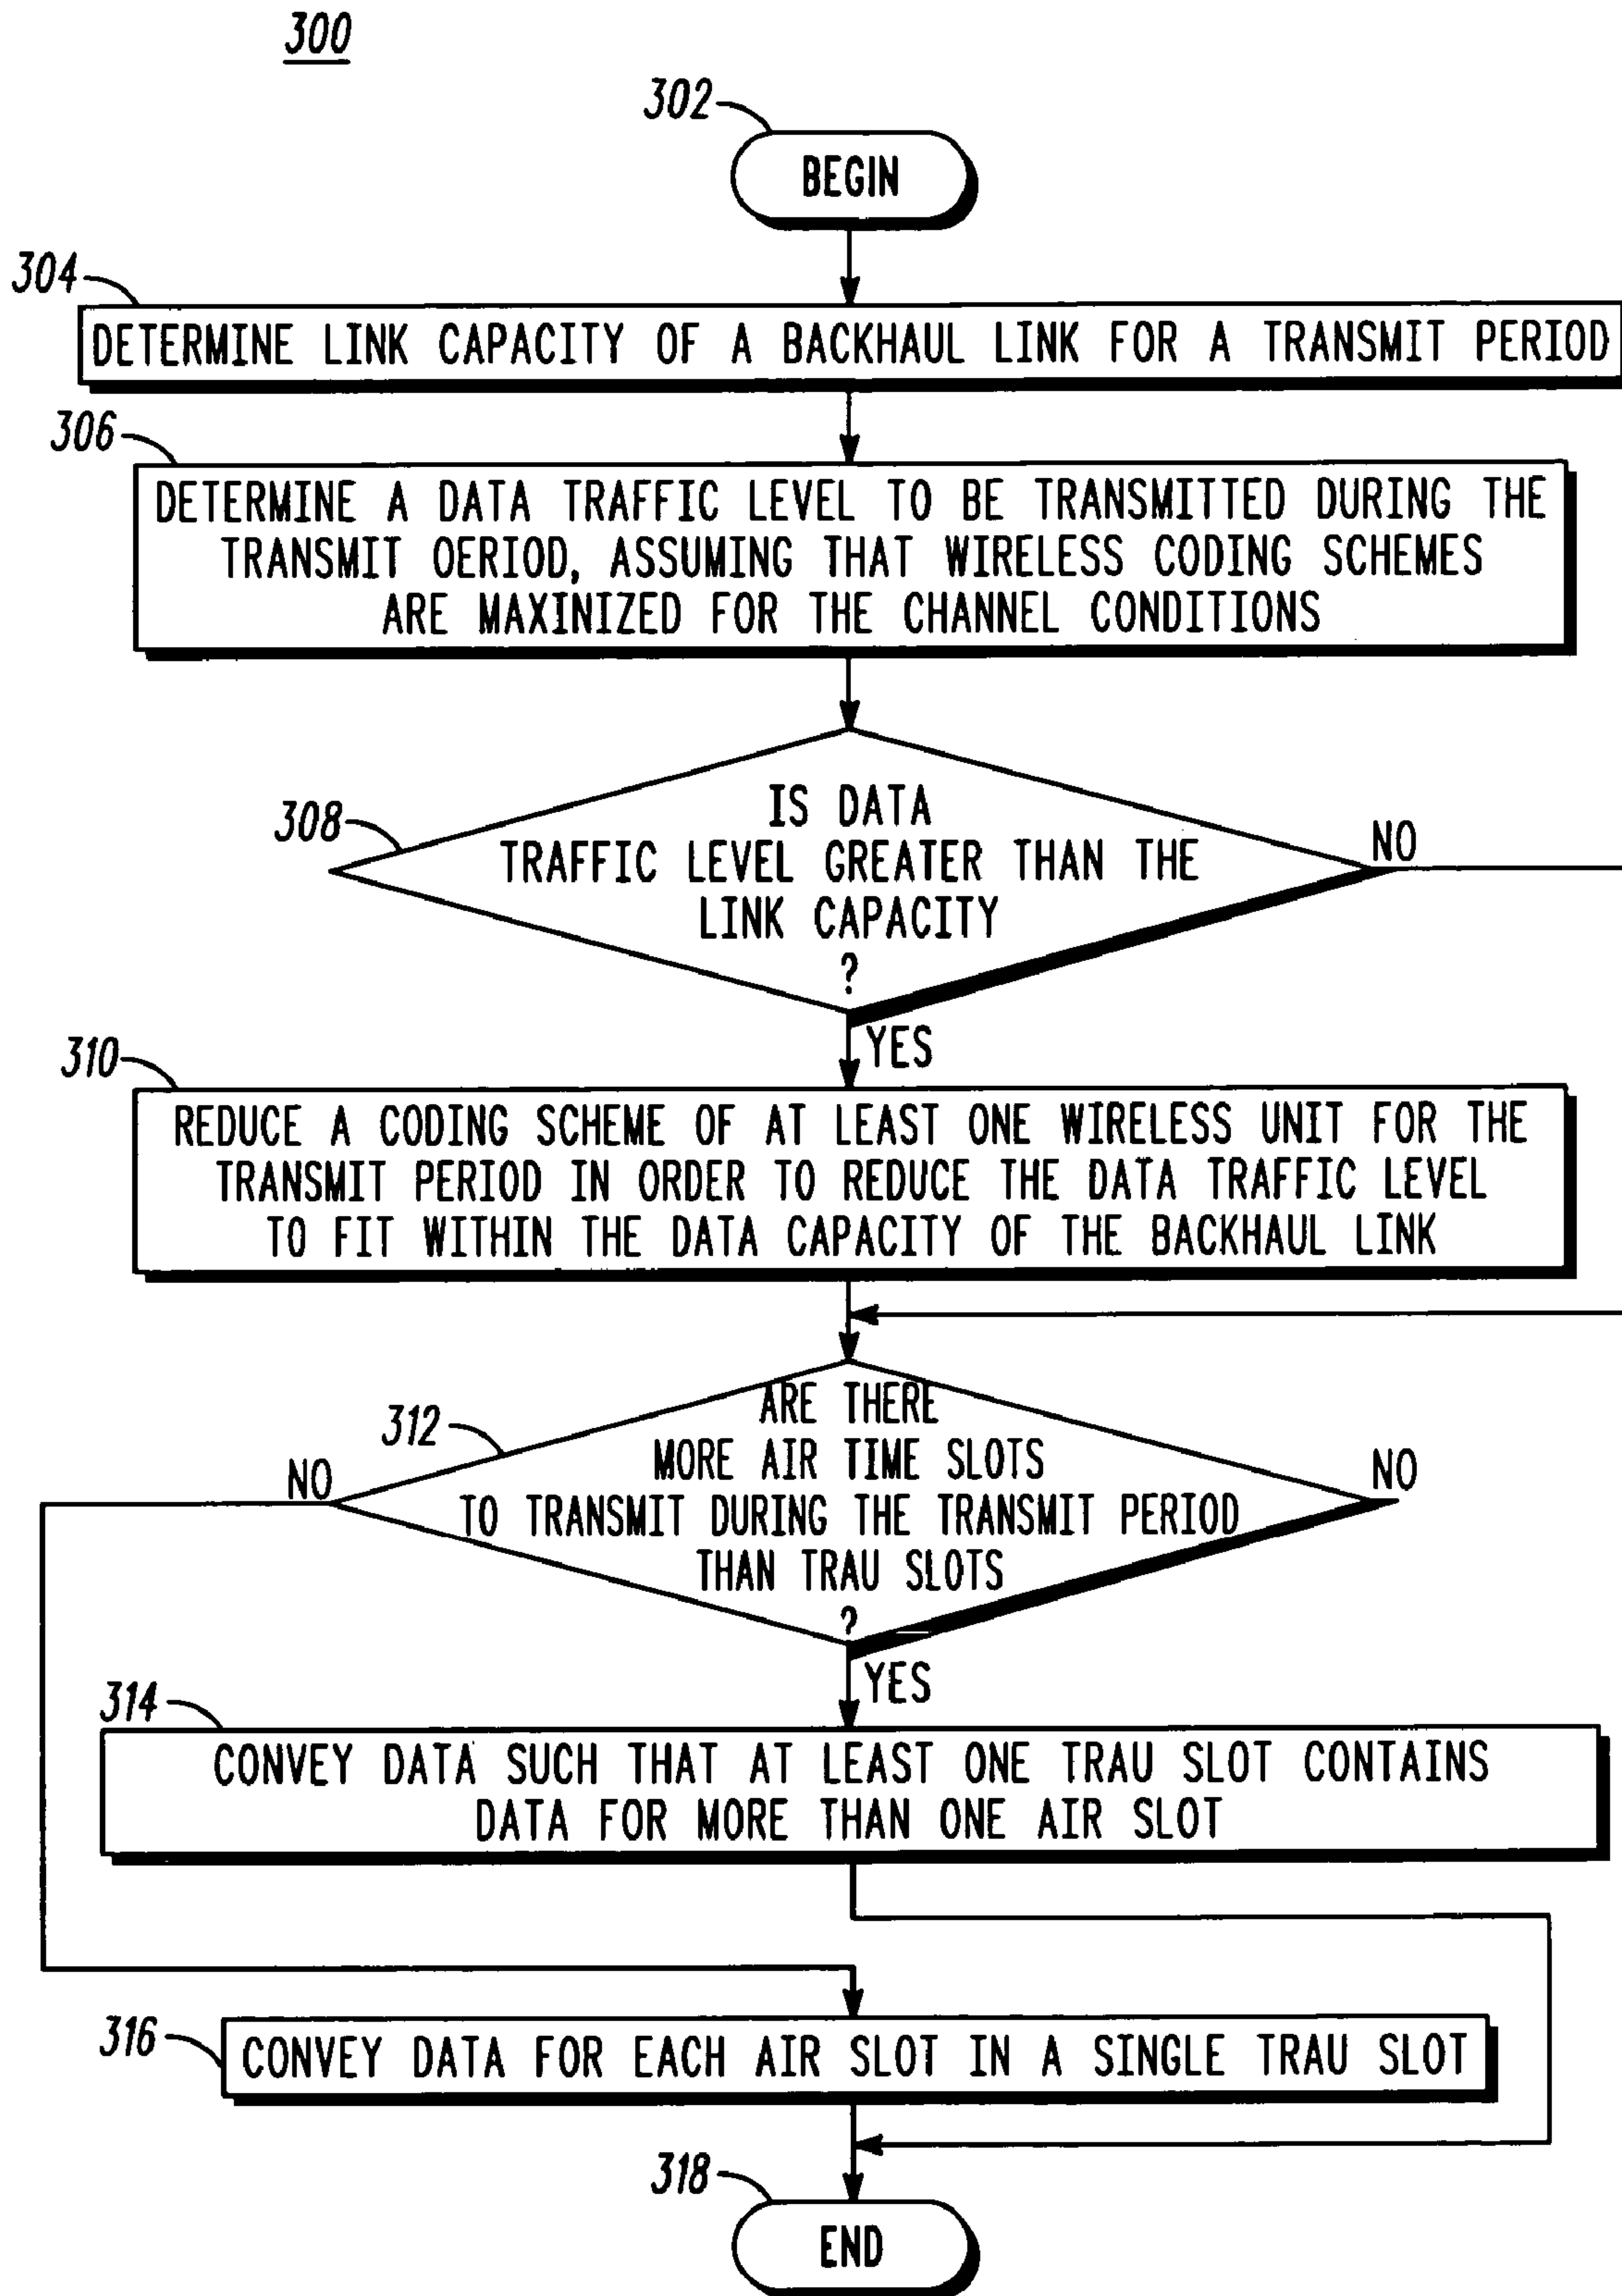 300
302
BEGIN
304
DETERMINE LINK CAPACITY OF A BACKHAUL LINK FOR A TRANSMIT PERIOD
306
DETERMINE A DATA TRAFFIC LEVEL TO BE TRANSMITTED DURING THE
TRANSMIT OERIOD, ASSUMING THAT WIRELESS CODING SCHEMES
ARE MAXINIZED FOR THE CHANNEL CONDITIONS
308
IS DATA
TRAFFIC LEVEL GREATER THAN THE
LINK CAPACITY
?
NO
YES
310
REDUCE A CODING SCHEME OF AT LEAST ONE WIRELESS UNIT FOR THE
TRANSMIT PERIOD IN ORDER TO REDUCE THE DATA TRAFFIC LEVEL
TO FIT WITHIN THE DATA CAPACITY OF THE BACKHAUL LINK
312
ARE THERE
MORE AIR TIME SLOTS
TO TRANSMIT DURING THE TRANSMIT PERIOD
THAN TRAU SLOTS
?
NO
NO
YES
314
CONVEY DATA SUCH THAT AT LEAST ONE TRAU SLOT CONTAINS
DATA FOR MORE THAN ONE AIR SLOT
316
CONVEY DATA FOR EACH AIR SLOT IN A SINGLE TRAU SLOT
318
END